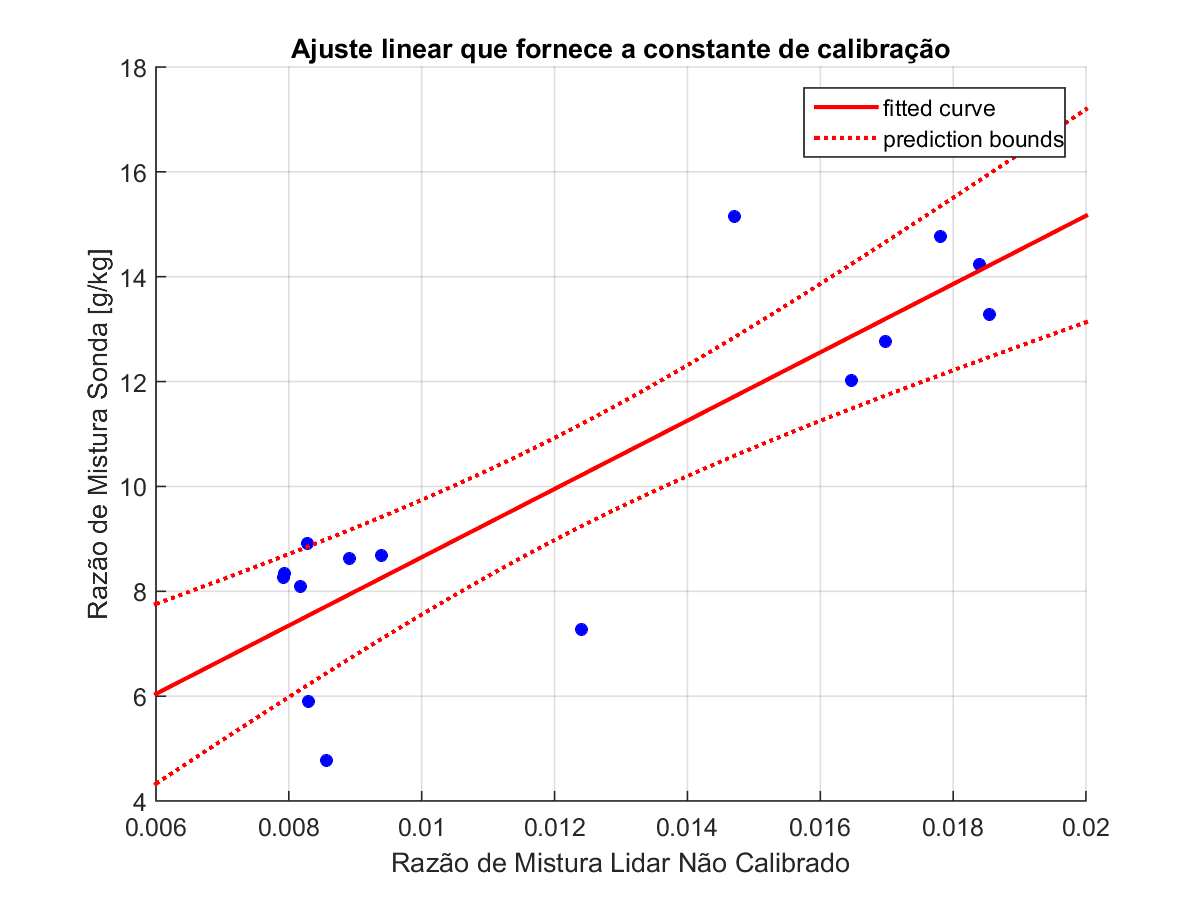 Ajuste linear que fornece a constante de calibração
18
16
14
12
10
8
6
4
Razão de Mistura Sonda [g/kg]
fitted curve
prediction bounds
0.006 0.008 0.01 0.012 0.014 0.016 0.018 0.02
Razão de Mistura Lidar Não Calibrado